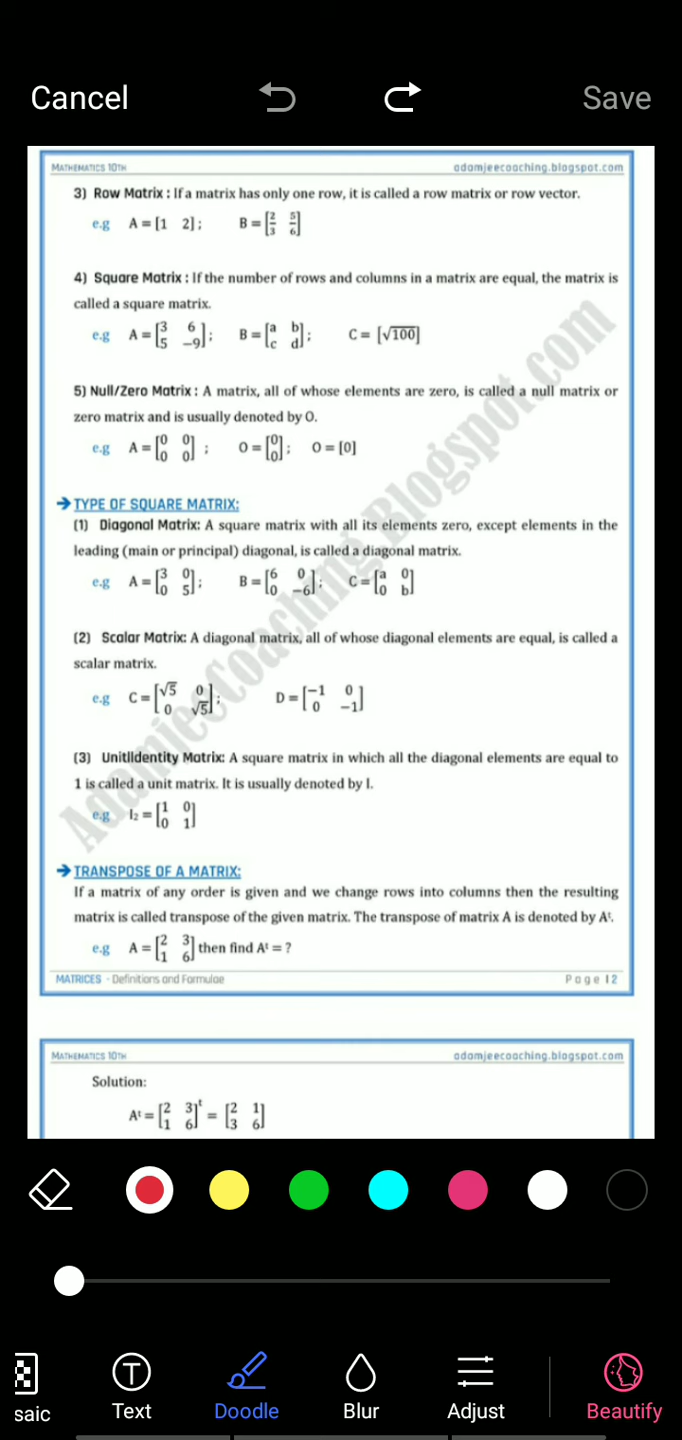 Cancel Save
MATHEMATICS 10TH adamjeecoaching.blogspot.com
3) Row Matrix : If a matrix has only one row, it is called a row matrix or row vector.
e.g A = [1 2]; B = [2/3 5/6]
4) Square Matrix : If the number of rows and columns in a matrix are equal, the matrix is
called a square matrix.
e.g A = [3 6; 5 −9]; B = [a b; c d]; C = [√100]
5) Null/Zero Matrix : A matrix, all of whose elements are zero, is called a null matrix or
zero matrix and is usually denoted by O.
e.g A = [0 0; 0 0] ; O = [0; 0]; O = [0]
→ TYPE OF SQUARE MATRIX:
(1) Diagonal Matrix: A square matrix with all its elements zero, except elements in the
leading (main or principal) diagonal, is called a diagonal matrix.
e.g A = [3 0; 0 5]; B = [6 0; 0 −6]; C = [a 0; 0 b]
(2) Scalar Matrix: A diagonal matrix, all of whose diagonal elements are equal, is called a
scalar matrix.
e.g C = [√5 0; 0 √5]; D = [−1 0; 0 −1]
(3) Unit|Identity Matrix: A square matrix in which all the diagonal elements are equal to
1 is called a unit matrix. It is usually denoted by I.
e.g I₂ = [1 0; 0 1]
→ TRANSPOSE OF A MATRIX:
If a matrix of any order is given and we change rows into columns then the resulting
matrix is called transpose of the given matrix. The transpose of matrix A is denoted by Aᵗ.
e.g A = [2 3; 1 6] then find Aᵗ = ?
MATRICES - Definitions and Formulae Page | 2
AdamjeeCoaching.Blogspot.com
MATHEMATICS 10TH adamjeecoaching.blogspot.com
Solution:
Aᵗ = [2 3; 1 6]ᵗ = [2 1; 3 6]
saic Text Doodle Blur Adjust Beautify